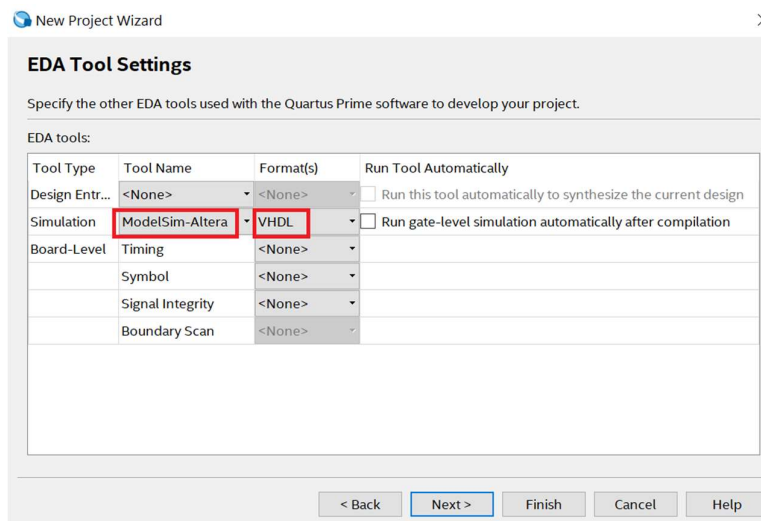 New Project Wizard
EDA Tool Settings
Specify the other EDA tools used with the Quartus Prime software to develop your project.
EDA tools:
Tool Type Tool Name Format(s) Run Tool Automatically
Design Entr... <None> <None> Run this tool automatically to synthesize the current design
Simulation ModelSim-Altera VHDL Run gate-level simulation automatically after compilation
Board-Level Timing <None>
Symbol <None>
Signal Integrity <None>
Boundary Scan <None>
< Back Next > Finish Cancel Help